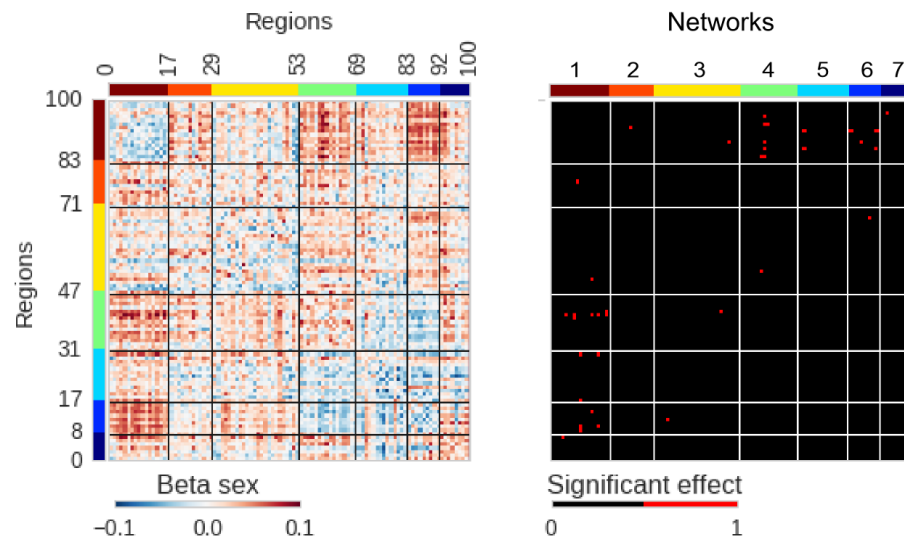 Regions
Networks
0 17 29 53 69 83 92 100
1 2 3 4 5 6 7
100
83
71
47
31
17
8
0
Regions
Beta sex
−0.1 0.0 0.1
Significant effect
0 1